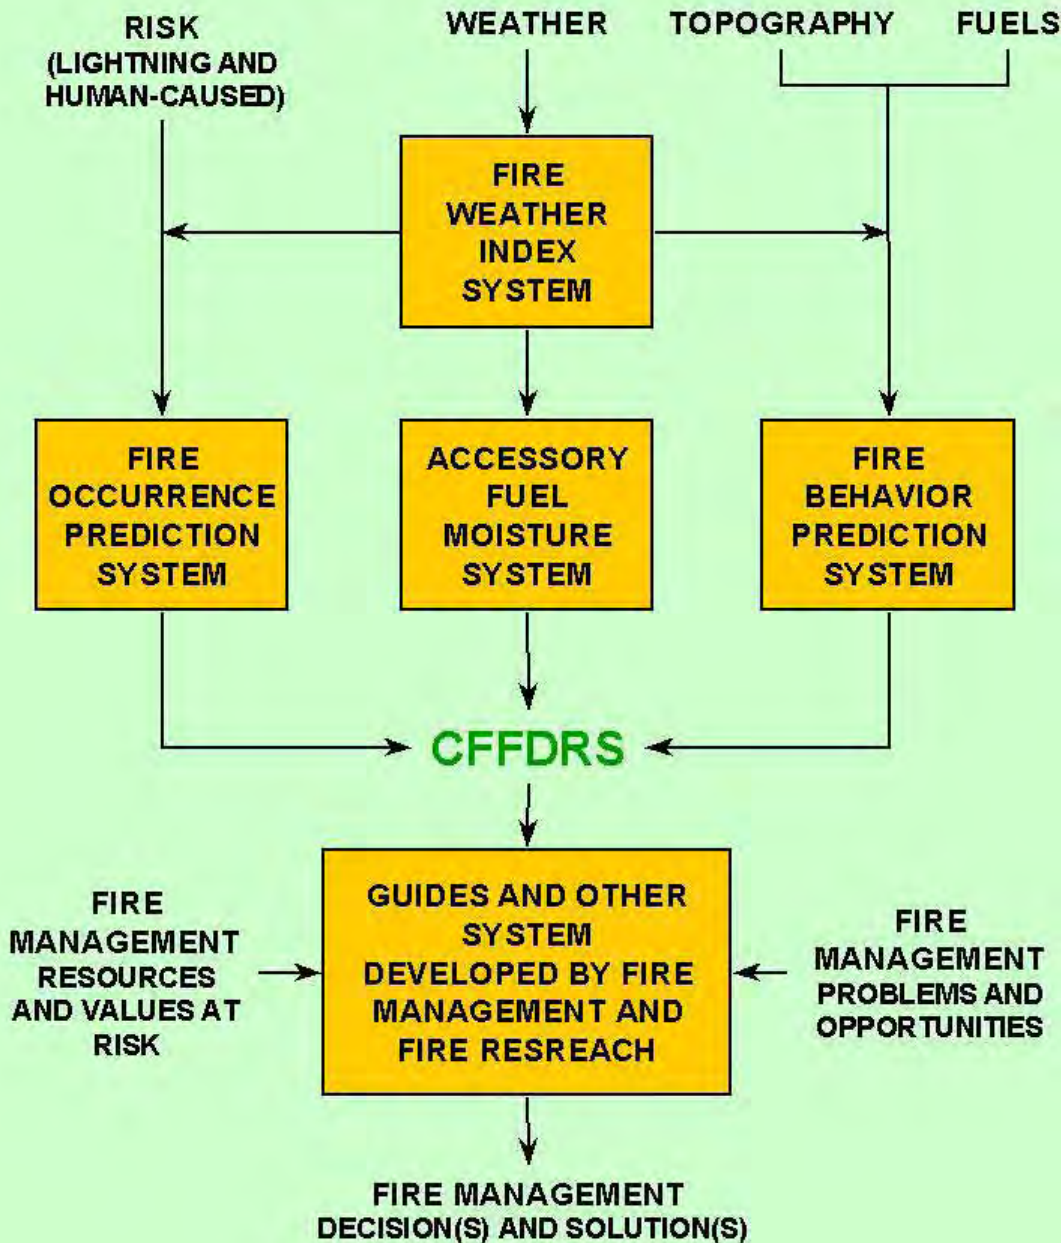 RISK
(LIGHTNING AND
HUMAN-CAUSED)
WEATHER
TOPOGRAPHY
FUELS
FIRE
WEATHER
INDEX
SYSTEM
FIRE
OCCURRENCE
PREDICTION
SYSTEM
ACCESSORY
FUEL
MOISTURE
SYSTEM
FIRE
BEHAVIOR
PREDICTION
SYSTEM
CFFDRS
FIRE
MANAGEMENT
RESOURCES
AND VALUES AT
RISK
GUIDES AND OTHER
SYSTEM
DEVELOPED BY FIRE
MANAGEMENT AND
FIRE RESREACH
FIRE
MANAGEMENT
PROBLEMS AND
OPPORTUNITIES
FIRE MANAGEMENT
DECISION(S) AND SOLUTION(S)